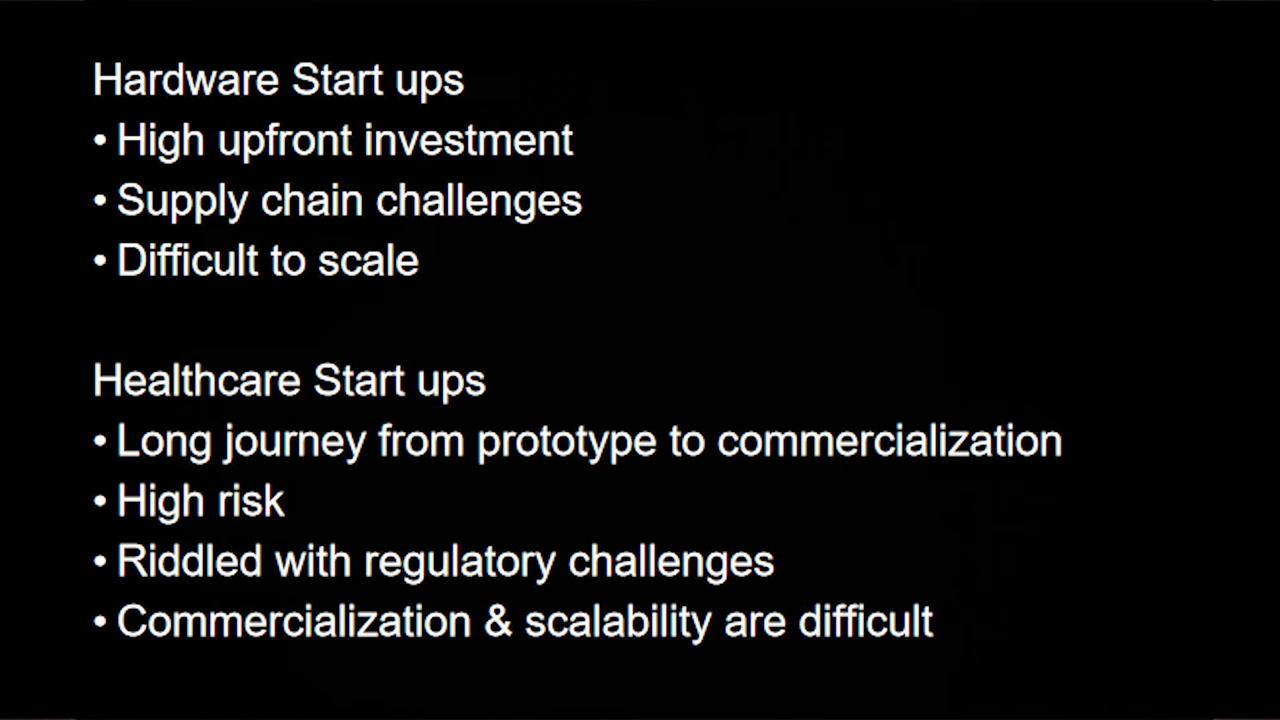 Hardware Start ups
• High upfront investment
• Supply chain challenges
• Difficult to scale
Healthcare Start ups
• Long journey from prototype to commercialization
• High risk
• Riddled with regulatory challenges
• Commercialization & scalability are difficult